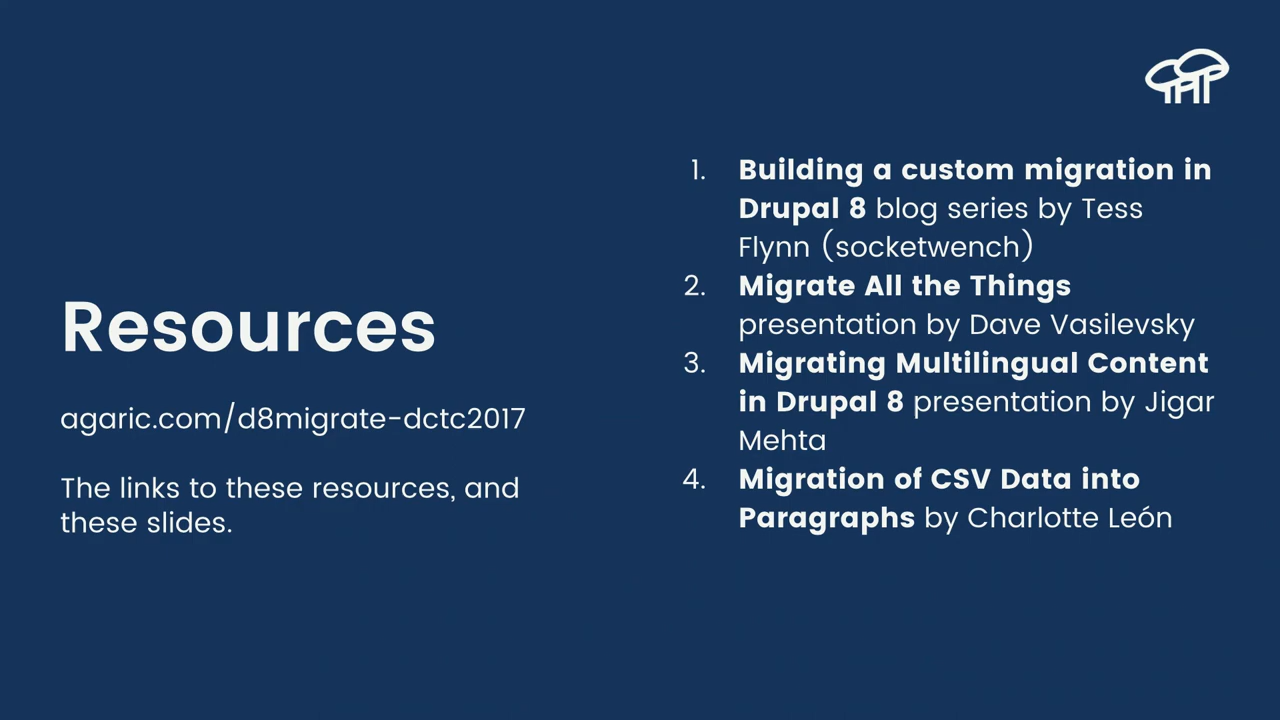 Resources
agaric.com/d8migrate-dctc2017
The links to these resources, and
these slides.
1. Building a custom migration in
Drupal 8 blog series by Tess
Flynn (socketwench)
2. Migrate All the Things
presentation by Dave Vasilevsky
3. Migrating Multilingual Content
in Drupal 8 presentation by Jigar
Mehta
4. Migration of CSV Data into
Paragraphs by Charlotte León